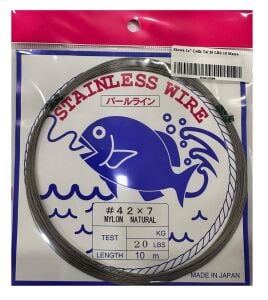 STAINLESS WIRE
パールライン
#42×7
NYLON NATURAL
TEST 20 KG LBS
LENGTH 10 m
MADE IN JAPAN